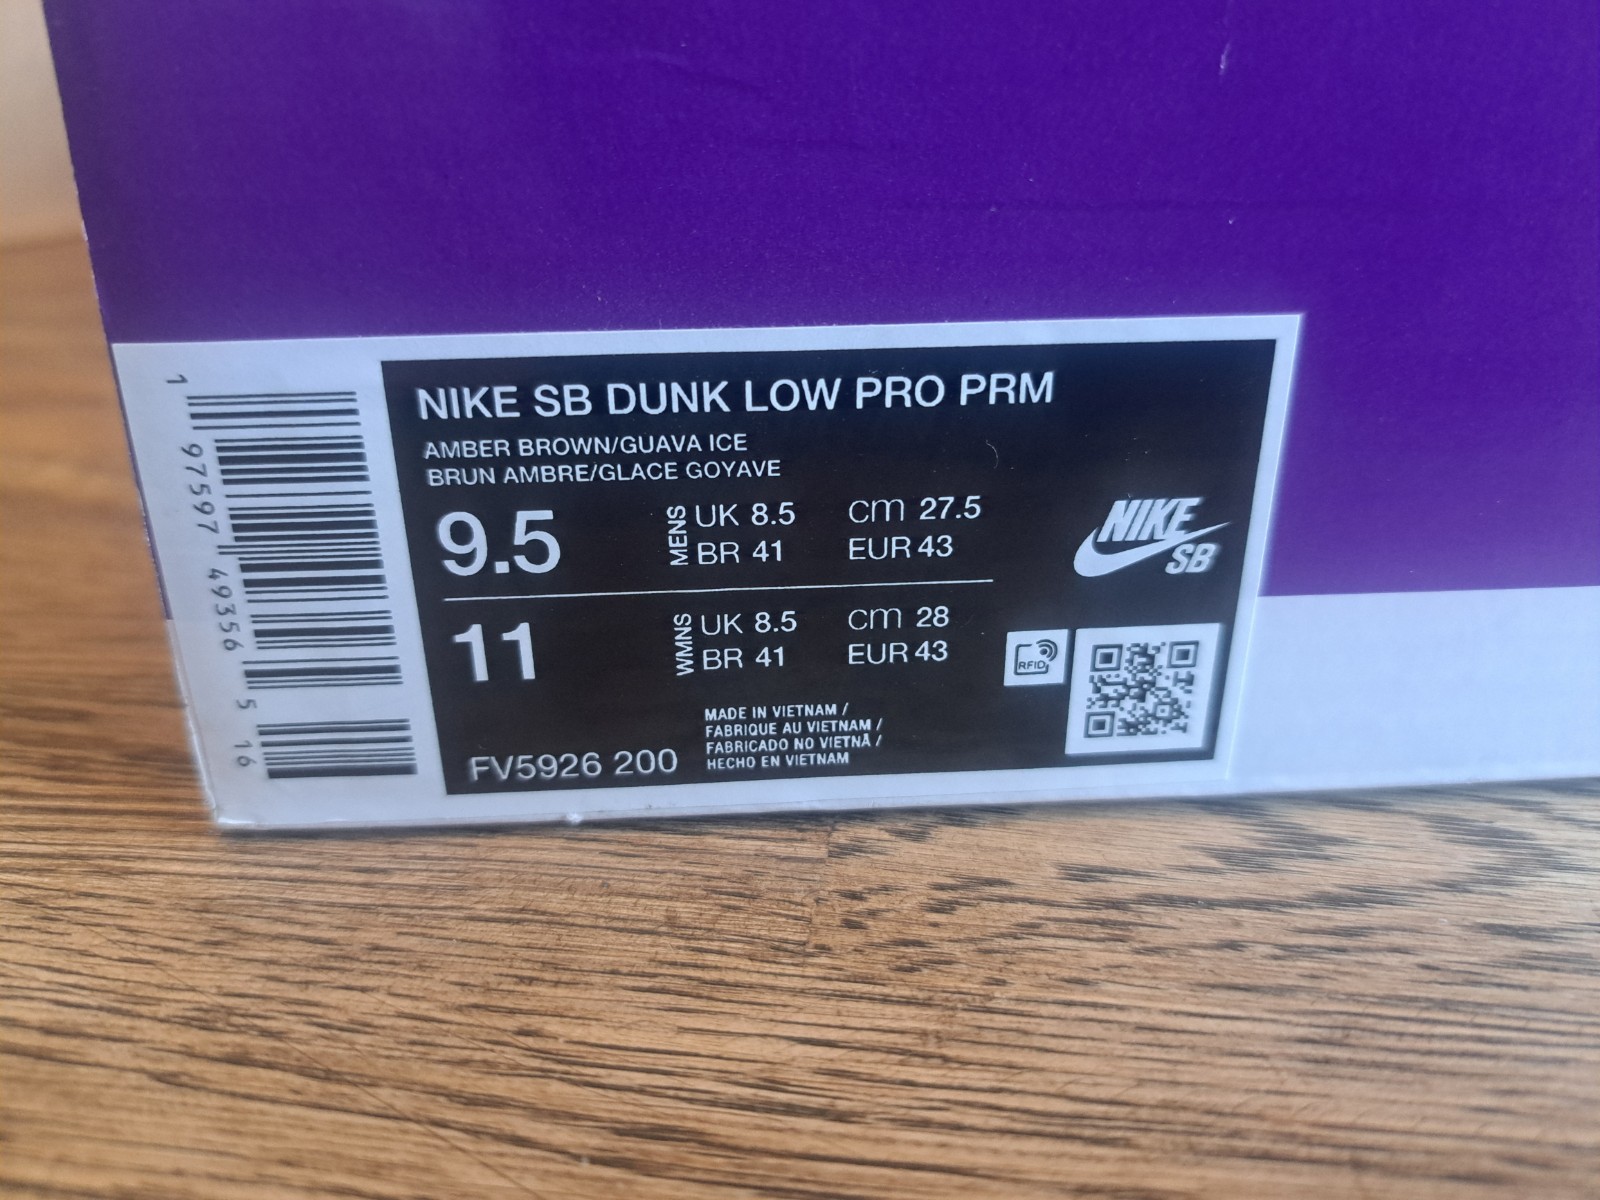 NIKE SB DUNK LOW PRO PRM
AMBER BROWN/GUAVA ICE
BRUN AMBRE/GLACE GOYAVE
9.5
MENS
UK 8.5 cm 27.5
BR 41 EUR 43
NIKE
SB
11
WMNS
UK 8.5 cm 28
BR 41 EUR 43
RFID
MADE IN VIETNAM /
FABRIQUE AU VIETNAM /
FABRICADO NO VIETNÃ /
HECHO EN VIETNAM
FV5926 200
1 97597 49356 5 16